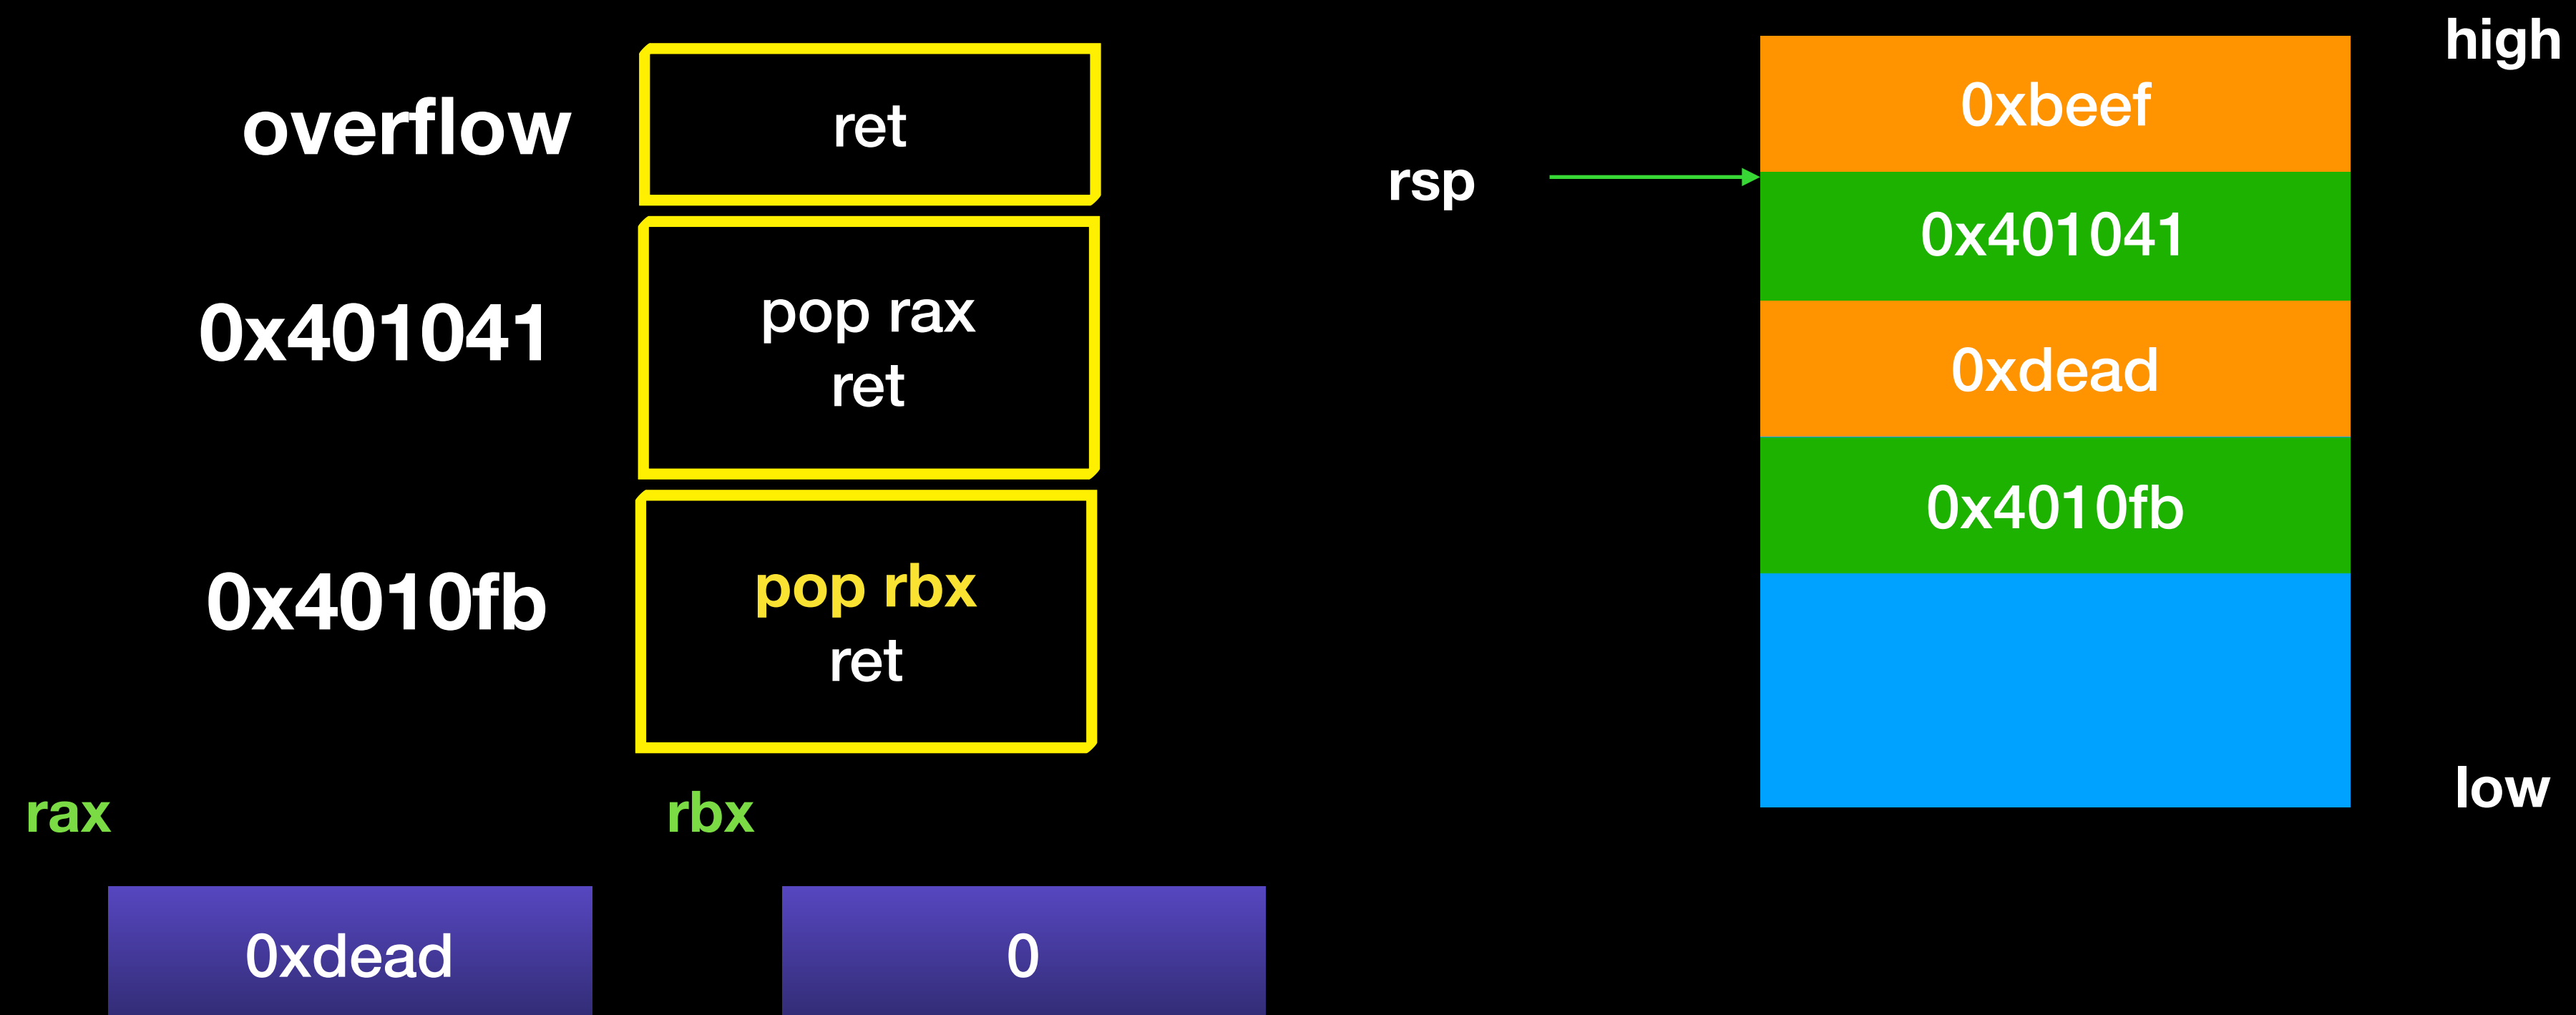 overflow
ret
0x401041
pop rax
ret
0x4010fb
pop rbx
ret
rax
rbx
0xdead
0
high
0xbeef
rsp
0x401041
0xdead
0x4010fb
low